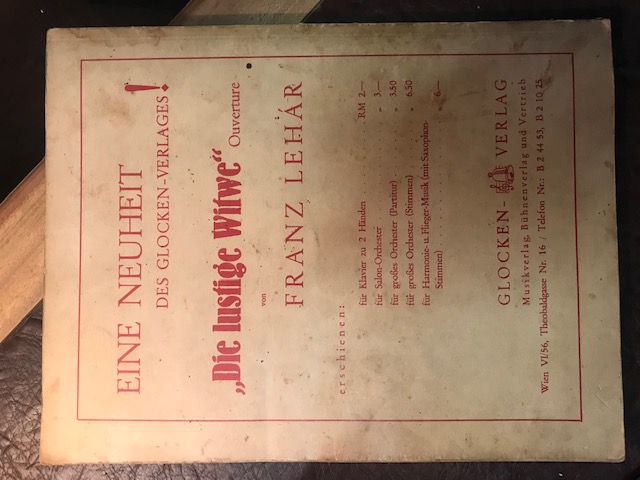 EINE NEUHEIT
DES GLOCKEN-VERLAGES!
„Die lustige Witwe“ Ouverture
von
FRANZ LEHÁR
erschienen:
für Klavier zu 2 Händen . . . . . . . . RM 2.—
für Salon-Orchester . . . . . . . . . . „ 3.—
für großes Orchester (Partitur) . . . . . „ 3.50
für großes Orchester (Stimmen) . . . . . „ 6.50
für Harmonie- u. Flieger-Musik (mit Saxophon-
Stimmen) . . . . . . . . . . . . . . 6.—
GLOCKEN- VERLAG
Musikverlag, Bühnenverlag und Vertrieb
Wien VI/56, Theobaldgasse Nr. 16 / Telefon Nr.: B 2 44 53, B 2 10 25